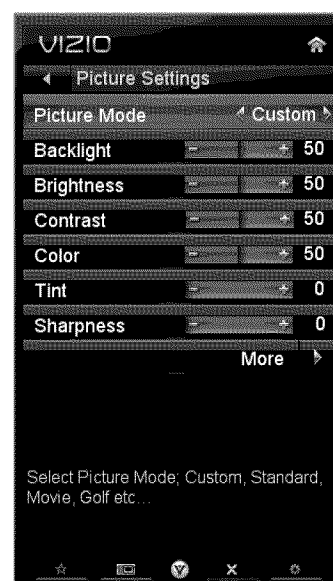 VIZIO
Picture Settings
Picture Mode Custom
Backlight - + 50
Brightness - + 50
Contrast - + 50
Color - + 50
Tint - + 0
Sharpness - + 0
More
Select Picture Mode; Custom, Standard,
Movie, Golf etc...